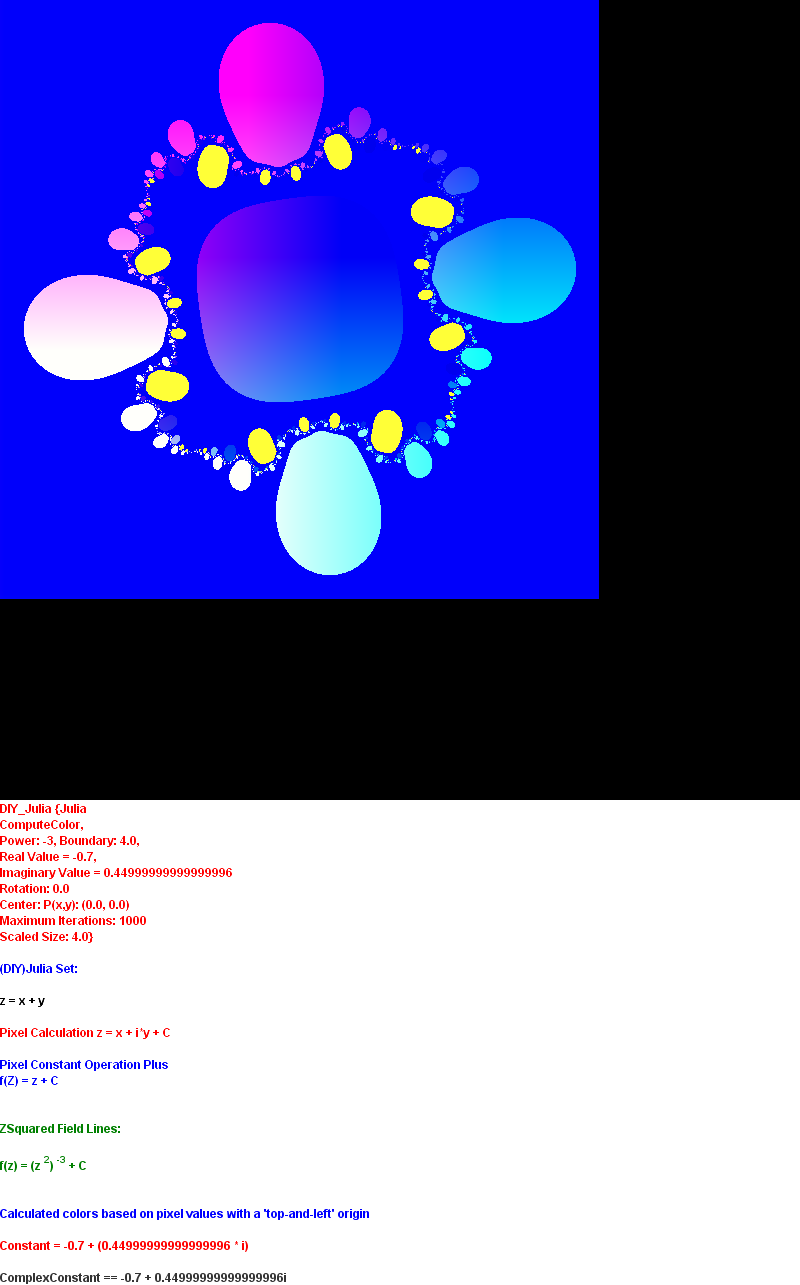 DIY_Julia {Julia
ComputeColor,
Power: -3, Boundary: 4.0,
Real Value = -0.7,
Imaginary Value = 0.44999999999999996
Rotation: 0.0
Center: P(x,y): (0.0, 0.0)
Maximum Iterations: 1000
Scaled Size: 4.0}
(DIY)Julia Set:
z = x + y
Pixel Calculation z = x + i*y + C
Pixel Constant Operation Plus
f(Z) = z + C
ZSquared Field Lines:
f(z) = (z ²) ⁻³ + C
Calculated colors based on pixel values with a 'top-and-left' origin
Constant = -0.7 + (0.44999999999999996 * i)
ComplexConstant == -0.7 + 0.44999999999999996i